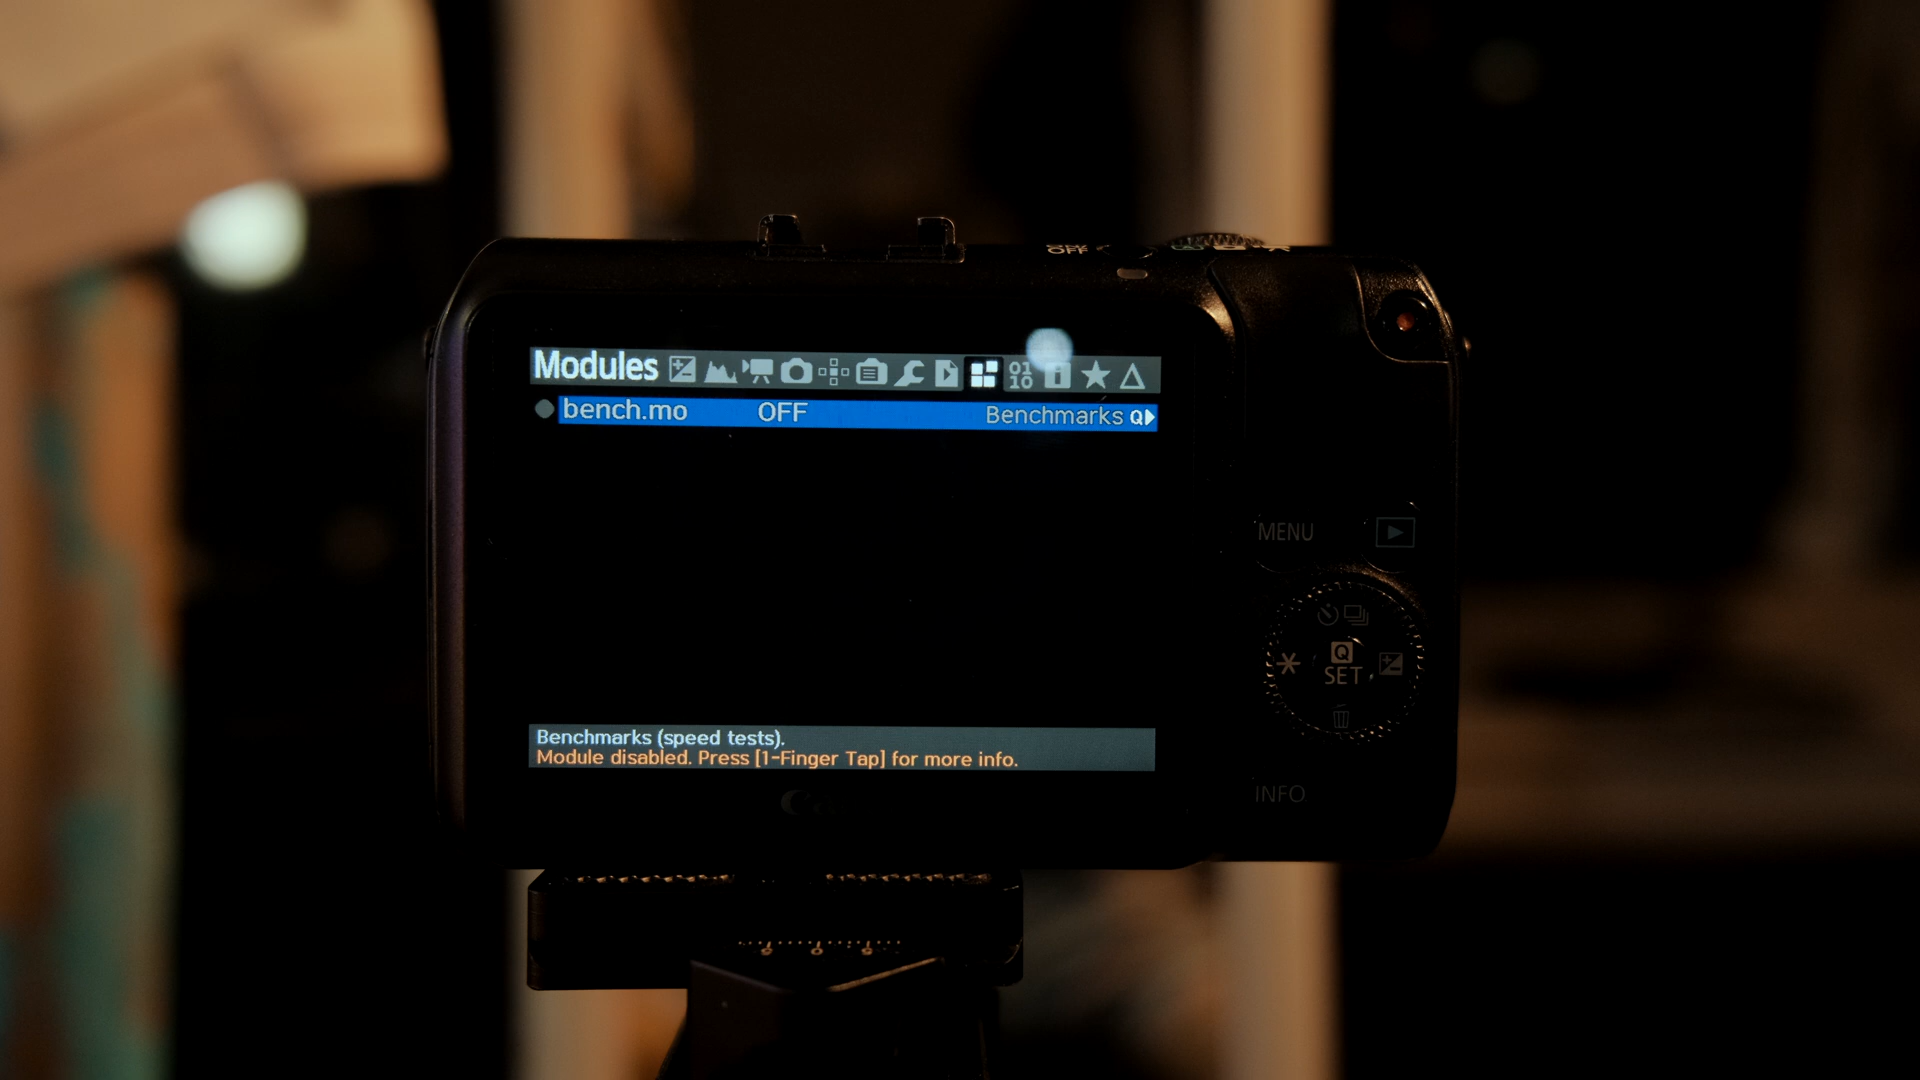 OFF
Modules
bench.mo OFF Benchmarks Q
Benchmarks (speed tests).
Module disabled. Press [1-Finger Tap] for more info.
MENU
Q
SET
INFO